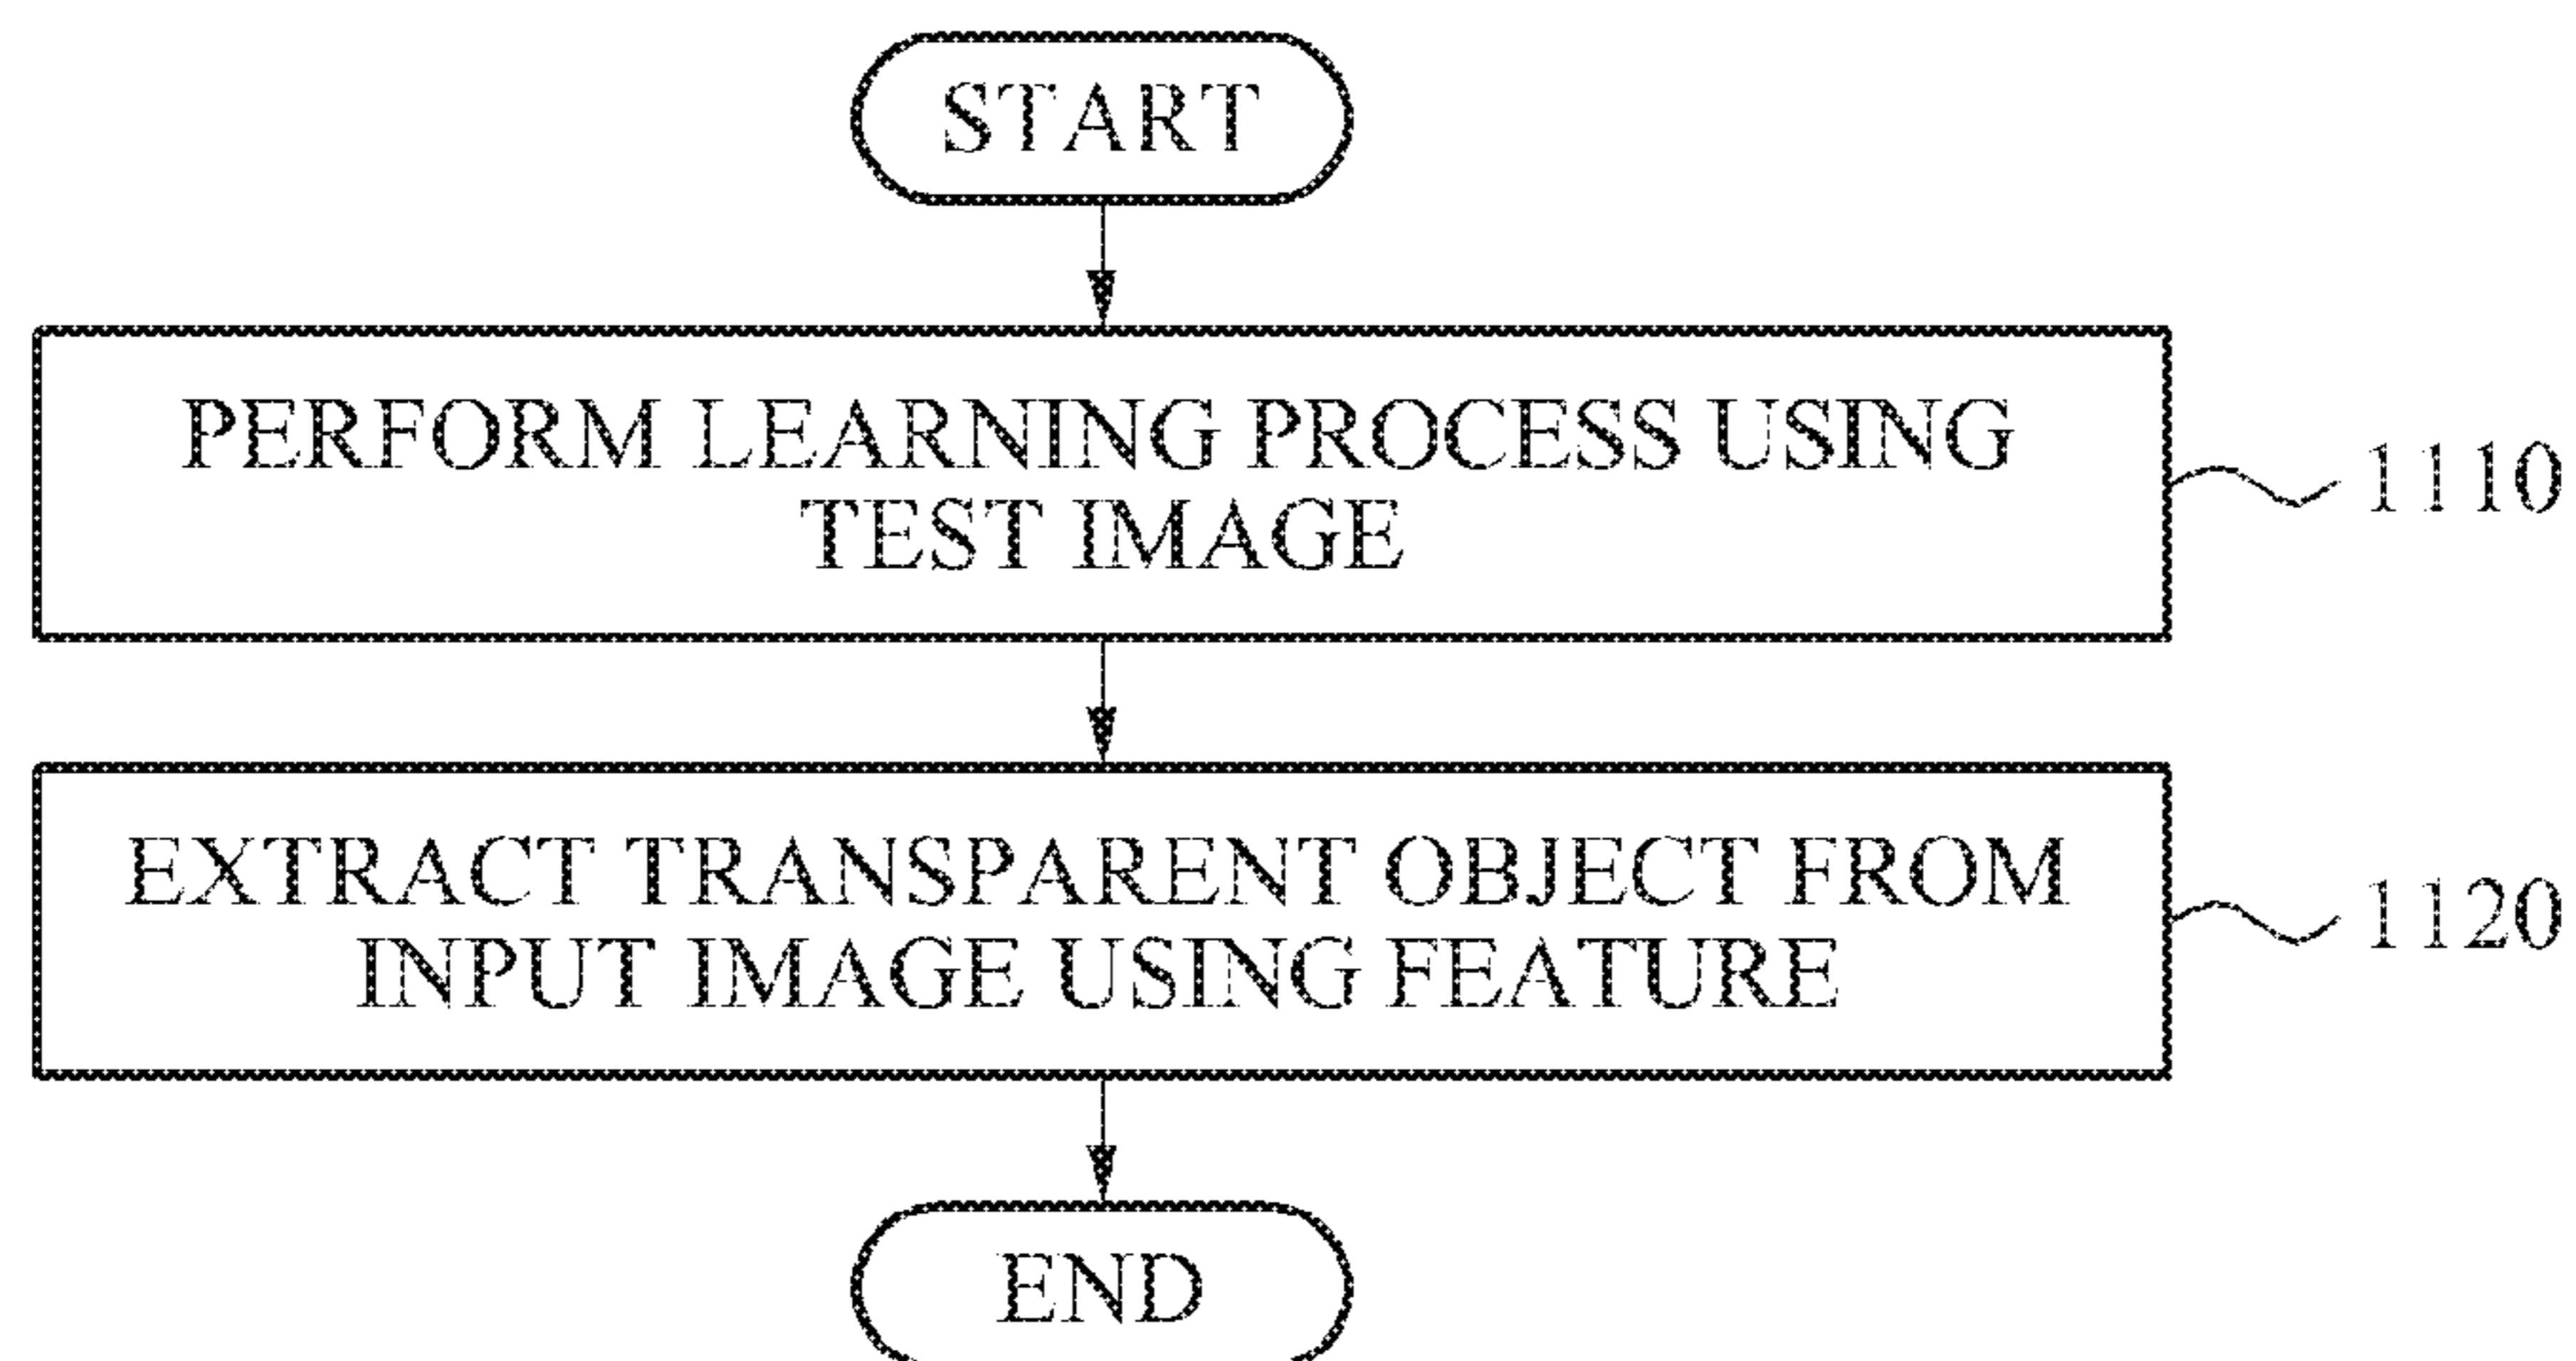 START
PERFORM LEARNING PROCESS USING
TEST IMAGE
1110
EXTRACT TRANSPARENT OBJECT FROM
INPUT IMAGE USING FEATURE
1120
END